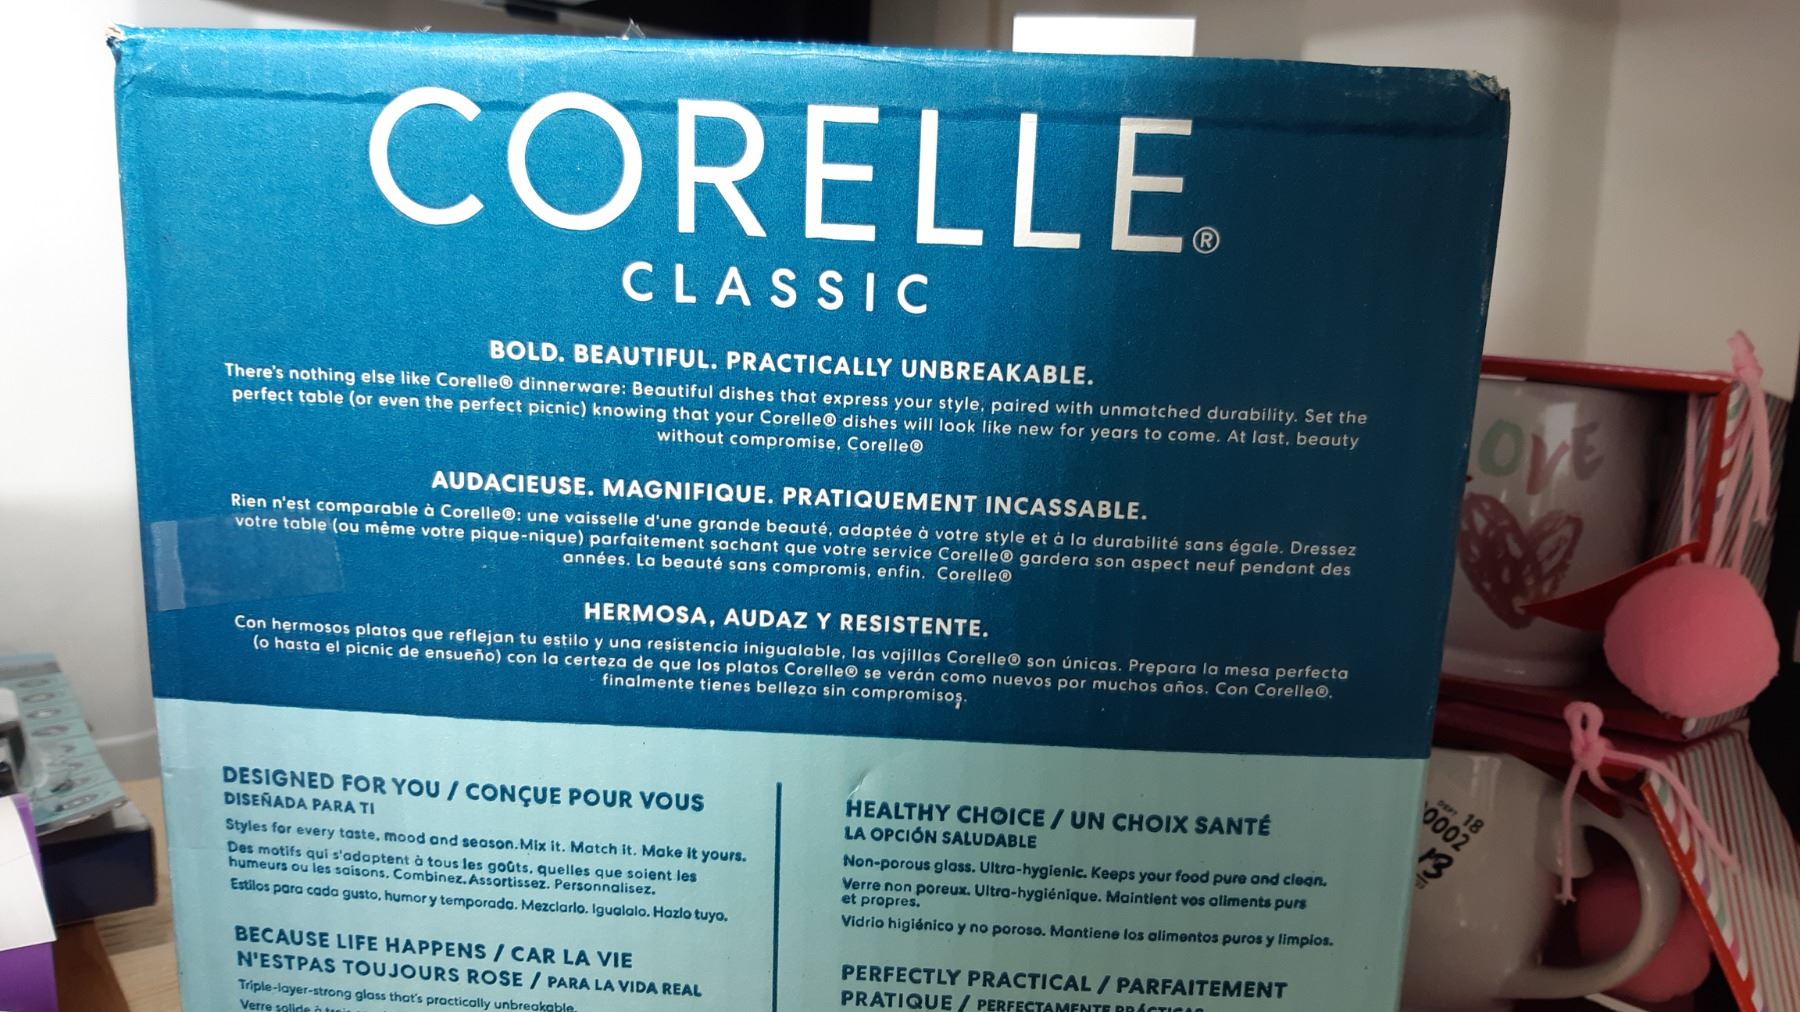 CORELLE®
CLASSIC
BOLD. BEAUTIFUL. PRACTICALLY UNBREAKABLE.
There's nothing else like Corelle® dinnerware: Beautiful dishes that express your style, paired with unmatched durability. Set the
perfect table (or even the perfect picnic) knowing that your Corelle® dishes will look like new for years to come. At last, beauty
without compromise, Corelle®
AUDACIEUSE. MAGNIFIQUE. PRATIQUEMENT INCASSABLE.
Rien n'est comparable à Corelle®: une vaisselle d'une grande beauté, adaptée à votre style et à la durabilité sans égale. Dressez
votre table (ou même votre pique-nique) parfaitement sachant que votre service Corelle® gardera son aspect neuf pendant des
années. La beauté sans compromis, enfin. Corelle®
HERMOSA, AUDAZ Y RESISTENTE.
Con hermosos platos que reflejan tu estilo y una resistencia inigualable, las vajillas Corelle® son únicas. Prepara la mesa perfecta
(o hasta el picnic de ensueño) con la certeza de que los platos Corelle® se verán como nuevos por muchos años. Con Corelle®,
finalmente tienes belleza sin compromisos.
DESIGNED FOR YOU / CONÇUE POUR VOUS
DISEÑADA PARA TI
Styles for every taste, mood and season. Mix it. Match it. Make it yours.
Des motifs qui s'adaptent à tous les goûts, quelles que soient les
humeurs ou les saisons. Combinez. Assortissez. Personnalisez.
Estilos para cada gusto, humor y temporada. Mezclarlo. Igualalo. Hazlo tuyo.
BECAUSE LIFE HAPPENS / CAR LA VIE
N'ESTPAS TOUJOURS ROSE / PARA LA VIDA REAL
Triple-layer-strong glass that's practically unbreakable.
Verre solide à
HEALTHY CHOICE / UN CHOIX SANTÉ
LA OPCIÓN SALUDABLE
Non-porous glass. Ultra-hygienic. Keeps your food pure and clean.
Verre non poreux. Ultra-hygiénique. Maintient vos aliments purs
et propres.
Vidrio higiénico y no poroso. Mantiene los alimentos puros y limpios.
PERFECTLY PRACTICAL / PARFAITEMENT
PRATIQUE / PERFECTAMENTE PRÁCTICAS
LOVE
DEPT 18
0002
13